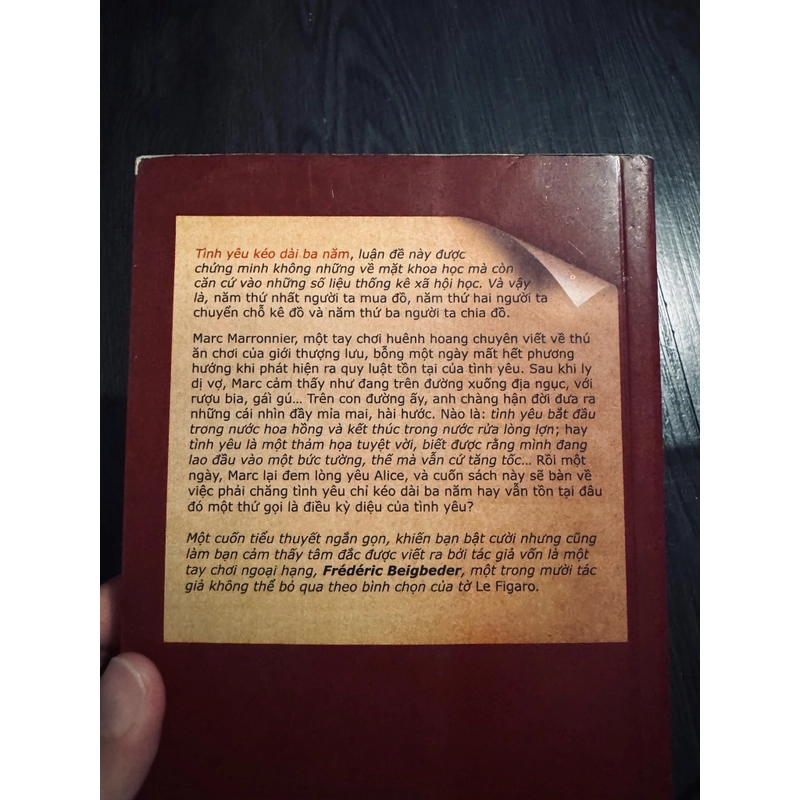 Tình yêu kéo dài ba năm, luận đề này được
chứng minh không những về mặt khoa học mà còn
căn cứ vào những số liệu thống kê xã hội học. Và vậy
là, năm thứ nhất người ta mua đồ, năm thứ hai người ta
chuyển chỗ kê đồ và năm thứ ba người ta chia đồ.
Marc Marronnier, một tay chơi huênh hoang chuyên viết về thú
ăn chơi của giới thượng lưu, bỗng một ngày mất hết phương
hướng khi phát hiện ra quy luật tồn tại của tình yêu. Sau khi ly
dị vợ, Marc cảm thấy như đang trên đường xuống địa ngục, với
rượu bia, gái gú... Trên con đường ấy, anh chàng hận đời đưa ra
những cái nhìn đầy mỉa mai, hài hước. Nào là: tình yêu bắt đầu
trong nước hoa hồng và kết thúc trong nước rửa lòng lợn; hay
tình yêu là một thảm họa tuyệt vời, biết được rằng mình đang
lao đầu vào một bức tường, thế mà vẫn cứ tăng tốc... Rồi một
ngày, Marc lại đem lòng yêu Alice, và cuốn sách này sẽ bàn về
việc phải chăng tình yêu chỉ kéo dài ba năm hay vẫn tồn tại đâu
đó một thứ gọi là điều kỳ diệu của tình yêu?
Một cuốn tiểu thuyết ngắn gọn, khiến bạn bật cười nhưng cũng
làm bạn cảm thấy tâm đắc được viết ra bởi tác giả vốn là một
tay chơi ngoại hạng, Frédéric Beigbeder, một trong mười tác
giả không thể bỏ qua theo bình chọn của tờ Le Figaro.